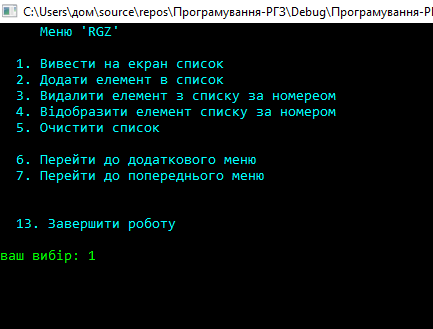 C:\Users\дом\source\repos\Програмування-РГЗ\Debug\Програмування-РГ
Меню 'RGZ'
1. Вивести на екран список
2. Додати елемент в список
3. Видалити елемент з списку за номереом
4. Відобразити елемент списку за номером
5. Очистити список
6. Перейти до додаткового меню
7. Перейти до попереднього меню
13. Завершити роботу
ваш вибір: 1